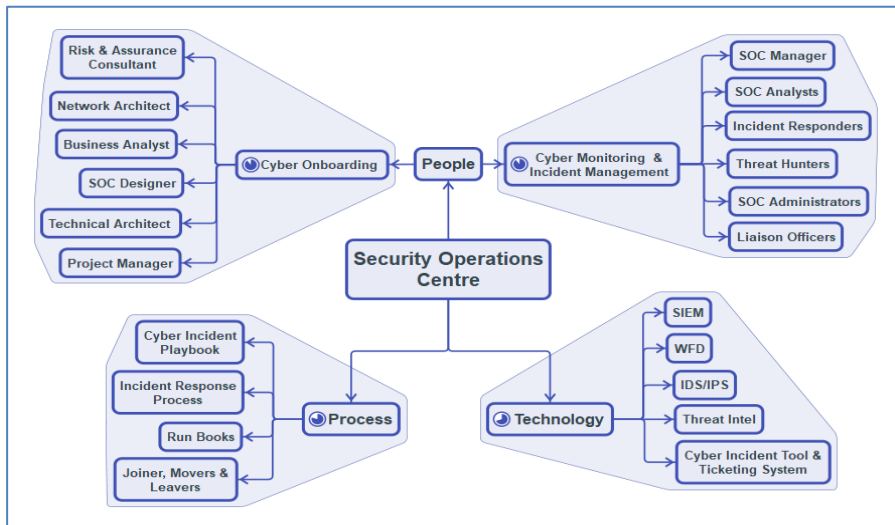 Risk & Assurance
Consultant
Network Architect
Business Analyst
SOC Designer
Technical Architect
Project Manager
Cyber Onboarding
People
Cyber Monitoring &
Incident Management
SOC Manager
SOC Analysts
Incident Responders
Threat Hunters
SOC Administrators
Liaison Officers
Security Operations
Centre
Cyber Incident
Playbook
Incident Response
Process
Run Books
Joiner, Movers &
Leavers
Process
Technology
SIEM
WFD
IDS/IPS
Threat Intel
Cyber Incident Tool &
Ticketing System